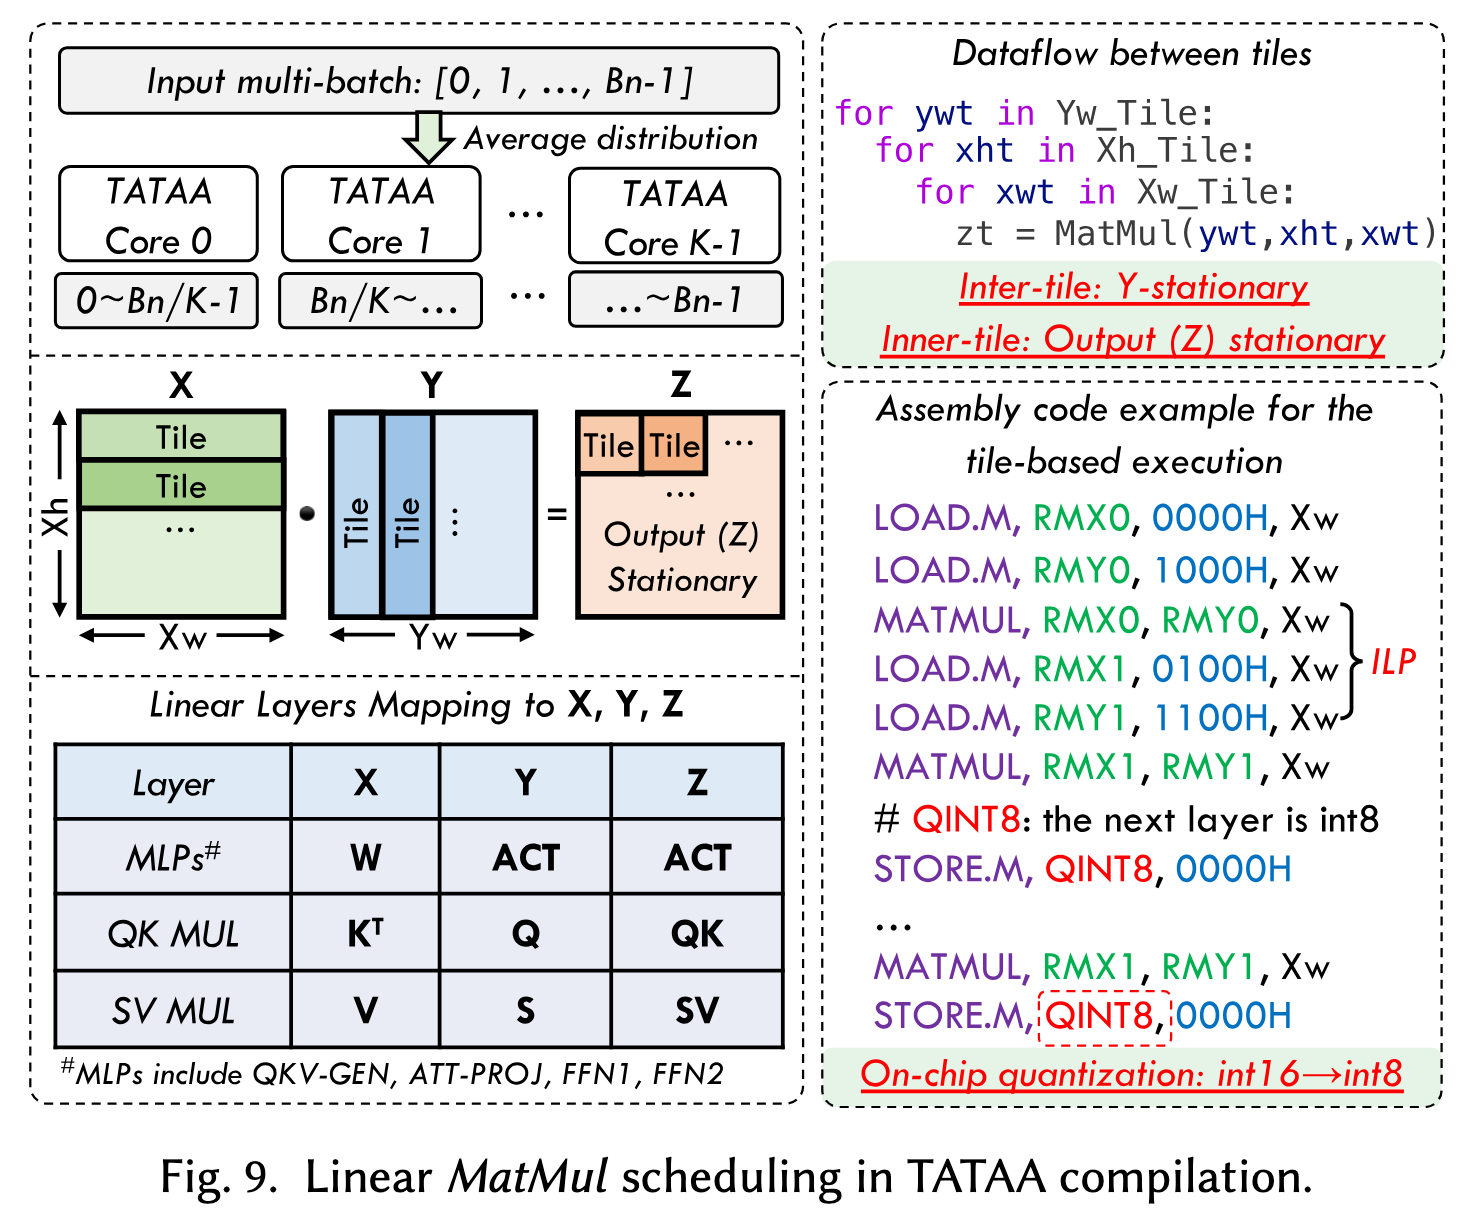 Input multi-batch: [0, 1, ..., Bn-1]
Average distribution
TATAA
Core 0
TATAA
Core 1
...
TATAA
Core K-1
0~Bn/K-1
Bn/K~...
...
...~Bn-1
X
Y
Z
Tile
Tile
...
Xh
Xw
•
Tile
Tile
...
Yw
=
Tile
Tile
...
...
Output (Z)
Stationary
Linear Layers Mapping to X, Y, Z
Layer X Y Z
MLPs# W ACT ACT
QK MUL Kᵀ Q QK
SV MUL V S SV
#MLPs include QKV-GEN, ATT-PROJ, FFN1, FFN2
Dataflow between tiles
for ywt in Yw_Tile:
for xht in Xh_Tile:
for xwt in Xw_Tile:
zt = MatMul(ywt,xht,xwt)
Inter-tile: Y-stationary
Inner-tile: Output (Z) stationary
Assembly code example for the
tile-based execution
LOAD.M, RMX0, 0000H, Xw
LOAD.M, RMY0, 1000H, Xw
MATMUL, RMX0, RMY0, Xw
LOAD.M, RMX1, 0100H, Xw
LOAD.M, RMY1, 1100H, Xw
ILP
MATMUL, RMX1, RMY1, Xw
# QINT8: the next layer is int8
STORE.M, QINT8, 0000H
...
MATMUL, RMX1, RMY1, Xw
STORE.M, QINT8, 0000H
On-chip quantization: int16→int8
Fig. 9. Linear MatMul scheduling in TATAA compilation.